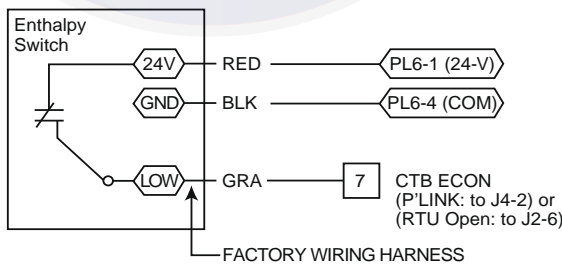 Enthalpy
Switch
24V RED PL6-1 (24-V)
GND BLK PL6-4 (COM)
LOW GRA 7 CTB ECON
(P'LINK: to J4-2) or
(RTU Open: to J2-6)
FACTORY WIRING HARNESS